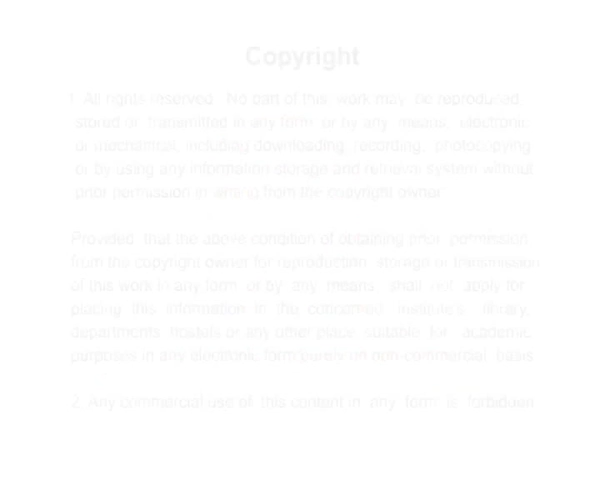 Copyright
1. All rights reserved. No part of this work may be reproduced,
stored or transmitted in any form or by any means, electronic
or mechanical, including downloading, recording, photocopying
or by using any information storage and retrieval system without
prior permission in writing from the copyright owner.
Provided that the above condition of obtaining prior permission
from the copyright owner for reproduction, storage or transmission
of this work in any form or by any means, shall not apply for
placing this information in the concerned Institute's library,
departments, hostels or any other place suitable for academic
purposes in any electronic form purely on non-commercial basis.
2. Any commercial use of this content in any form is forbidden.